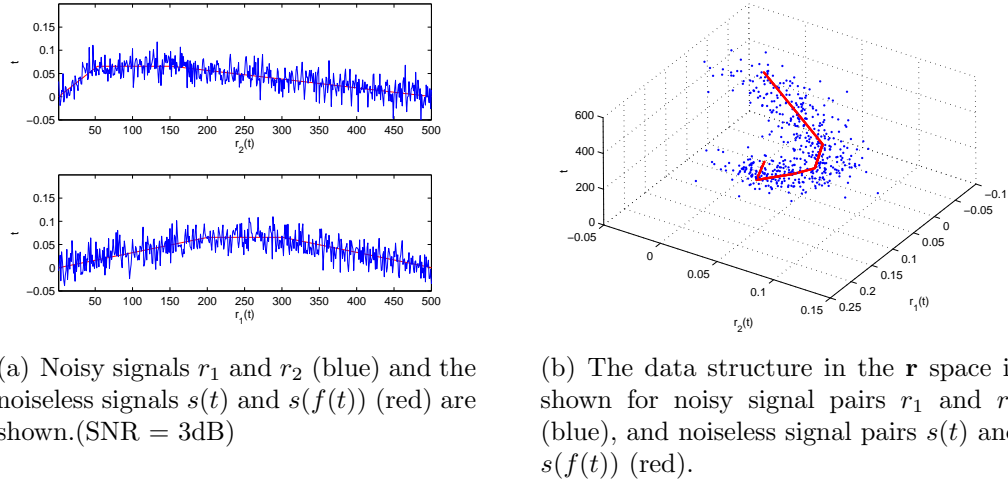 0.15
0.1
0.05
0
−0.05
t
50 100 150 200 250 300 350 400 450 500
r2(t)
0.15
0.1
0.05
0
−0.05
t
50 100 150 200 250 300 350 400 450 500
r1(t)
600
400
200
0
t
−0.05
0
0.05
0.1
0.15
r2(t)
−0.1
−0.05
0
0.05
0.1
0.15
0.2
0.25
r1(t)
(a) Noisy signals r1 and r2 (blue) and the
noiseless signals s(t) and s(f(t)) (red) are
shown.(SNR = 3dB)
(b) The data structure in the r space
shown for noisy signal pairs r1 and
(blue), and noiseless signal pairs s(t)
s(f(t)) (red).